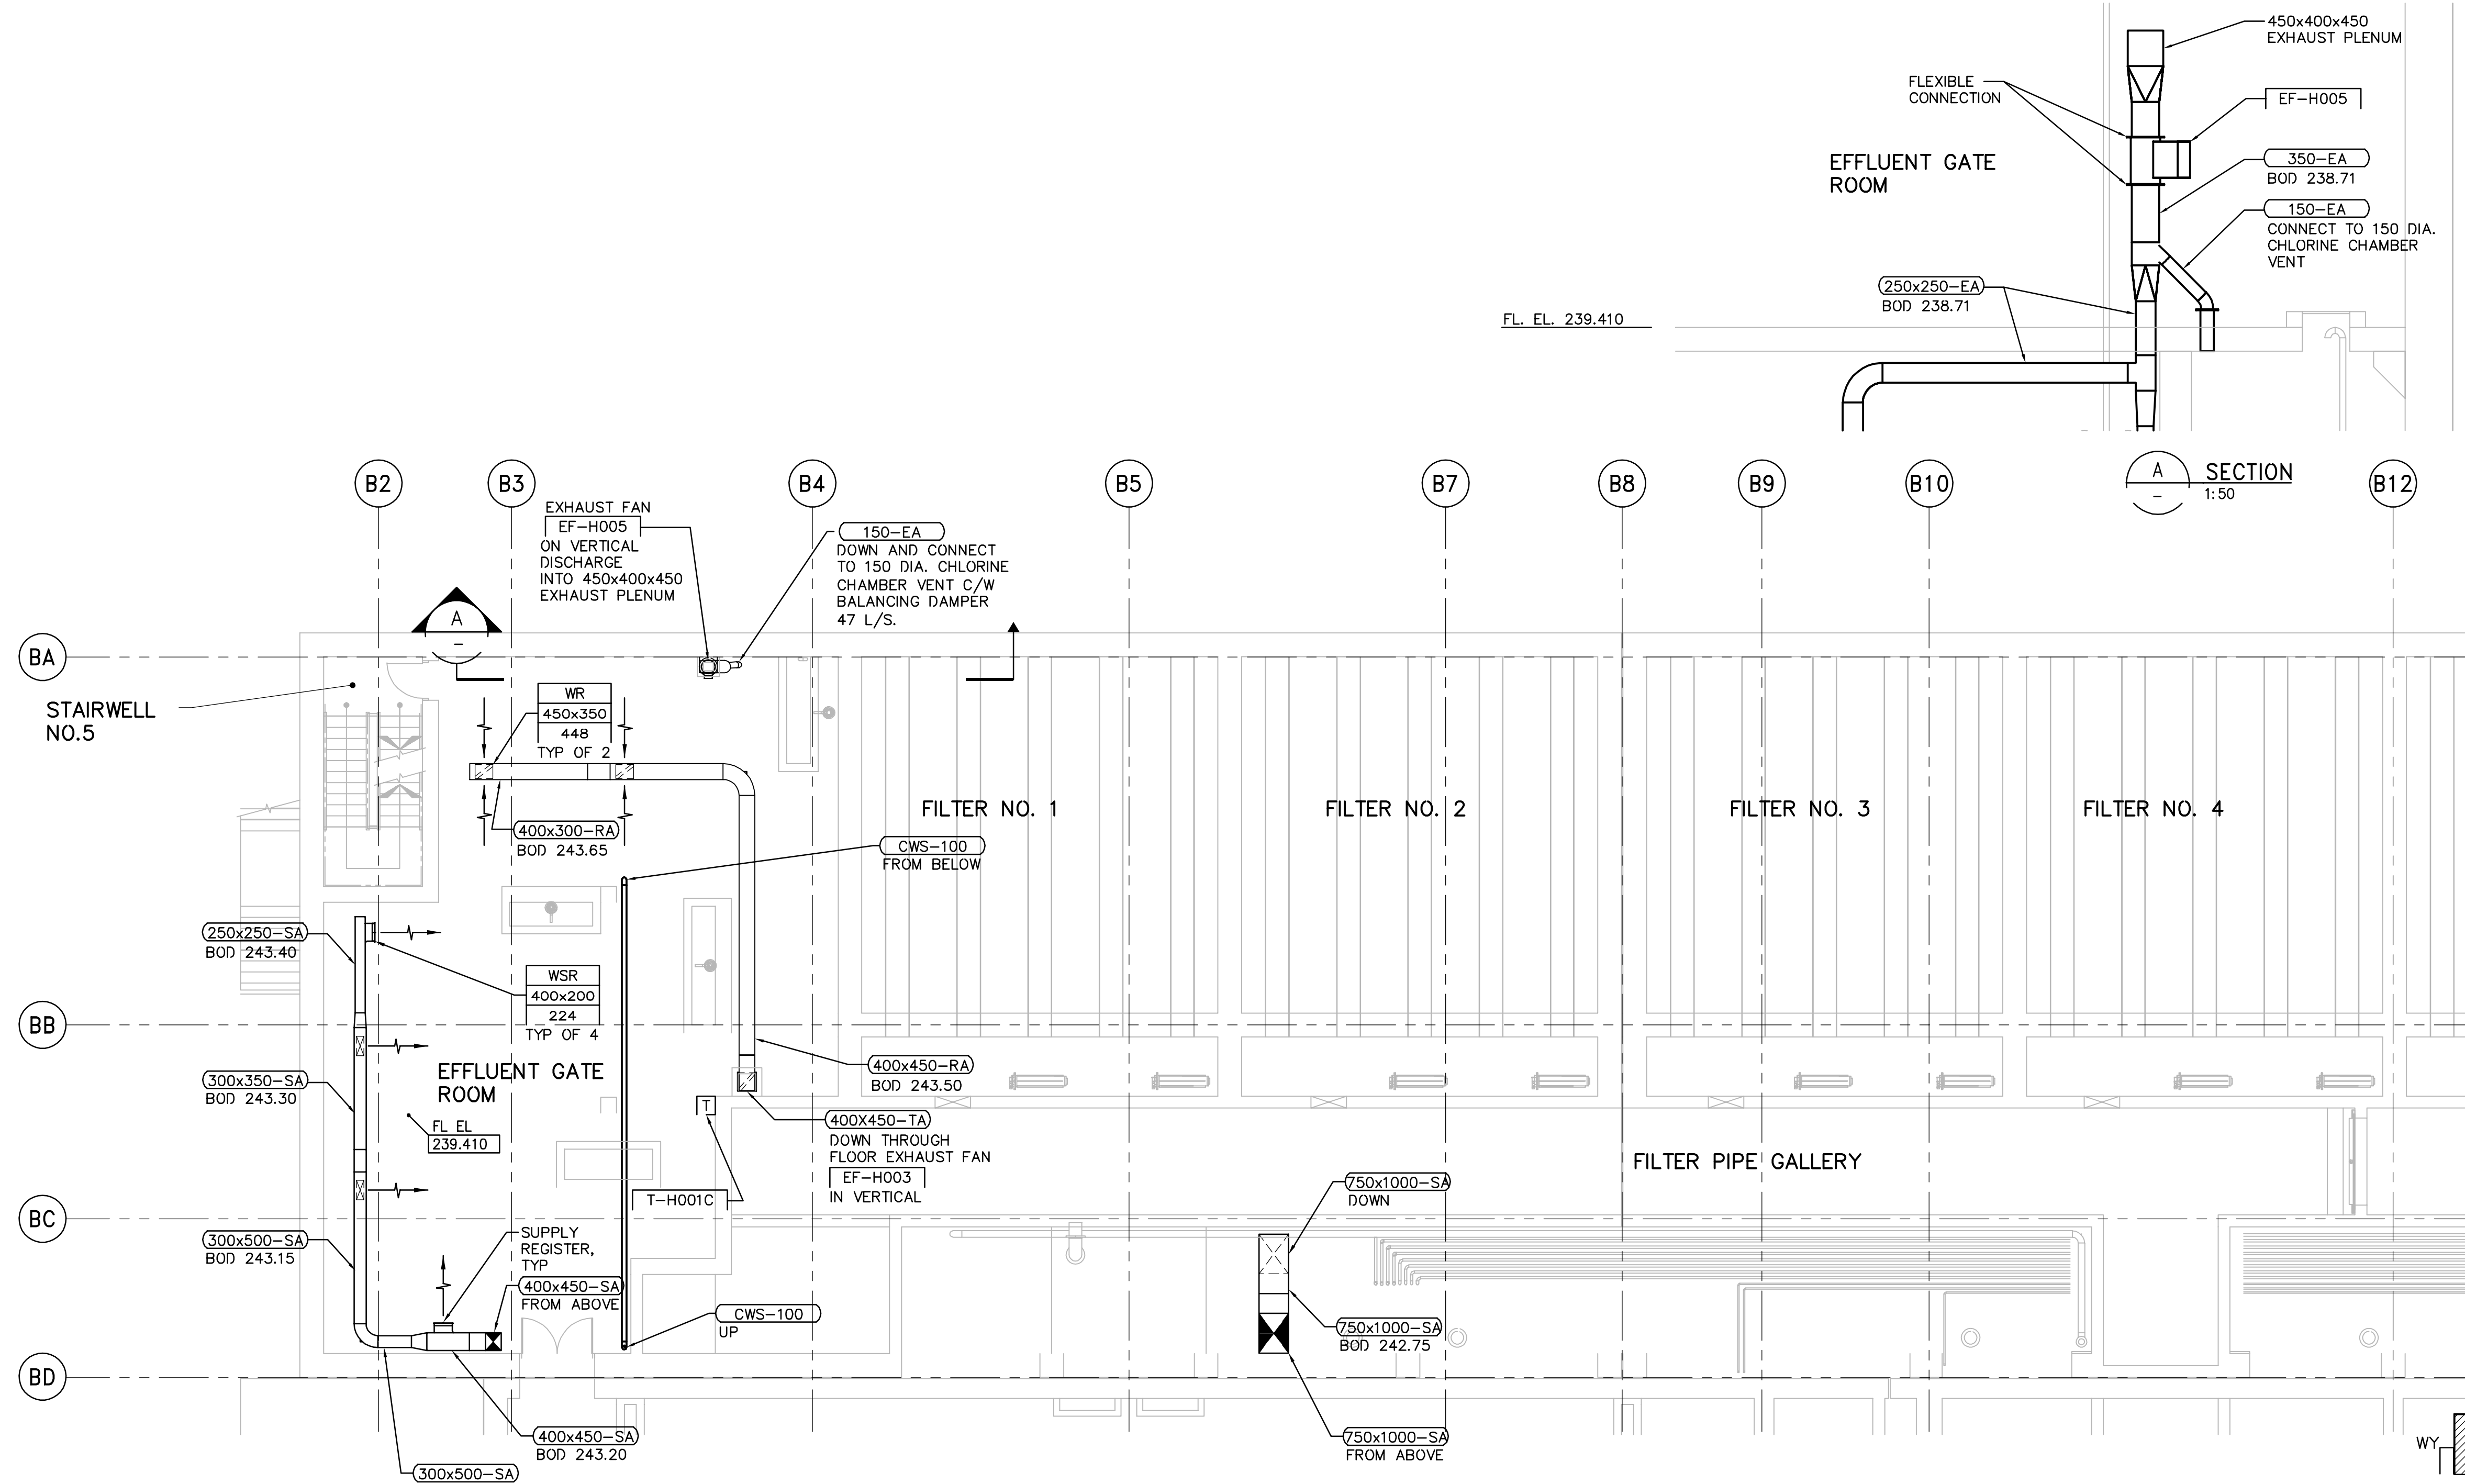 450x400x450
EXHAUST PLENUM
FLEXIBLE
CONNECTION
EF-H005
EFFLUENT GATE
ROOM
350-EA
BOD 238.71
150-EA
CONNECT TO 150 DIA.
CHLORINE CHAMBER
VENT
250x250-EA
BOD 238.71
FL. EL. 239.410
A
-
SECTION
1:50
B2
B3
B4
B5
B7
B8
B9
B10
B12
EXHAUST FAN
EF-H005
ON VERTICAL
DISCHARGE
INTO 450x400x450
EXHAUST PLENUM
150-EA
DOWN AND CONNECT
TO 150 DIA. CHLORINE
CHAMBER VENT C/W
BALANCING DAMPER
47 L/S.
A
-
BA
STAIRWELL
NO.5
WR
450x350
448
TYP OF 2
400x300-RA
BOD 243.65
FILTER NO. 1
FILTER NO. 2
FILTER NO. 3
FILTER NO. 4
CWS-100
FROM BELOW
250x250-SA
BOD 243.40
WSR
400x200
224
TYP OF 4
BB
EFFLUENT GATE
ROOM
300x350-SA
BOD 243.30
400x450-RA
BOD 243.50
T
400X450-TA
DOWN THROUGH
FLOOR EXHAUST FAN
EF-H003
IN VERTICAL
FL EL
239.410
FILTER PIPE GALLERY
T-H001C
750x1000-SA
DOWN
BC
300x500-SA
BOD 243.15
SUPPLY
REGISTER,
TYP
400x450-SA
FROM ABOVE
CWS-100
UP
750x1000-SA
BOD 242.75
BD
400x450-SA
BOD 243.20
750x1000-SA
FROM ABOVE
300x500-SA
WY